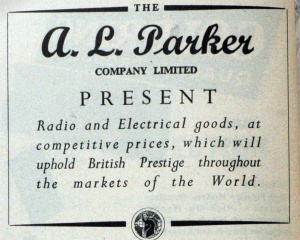 THE
A. L. Parker
COMPANY LIMITED
PRESENT
Radio and Electrical goods, at
competitive prices, which will
uphold British Prestige throughout
the markets of the World.